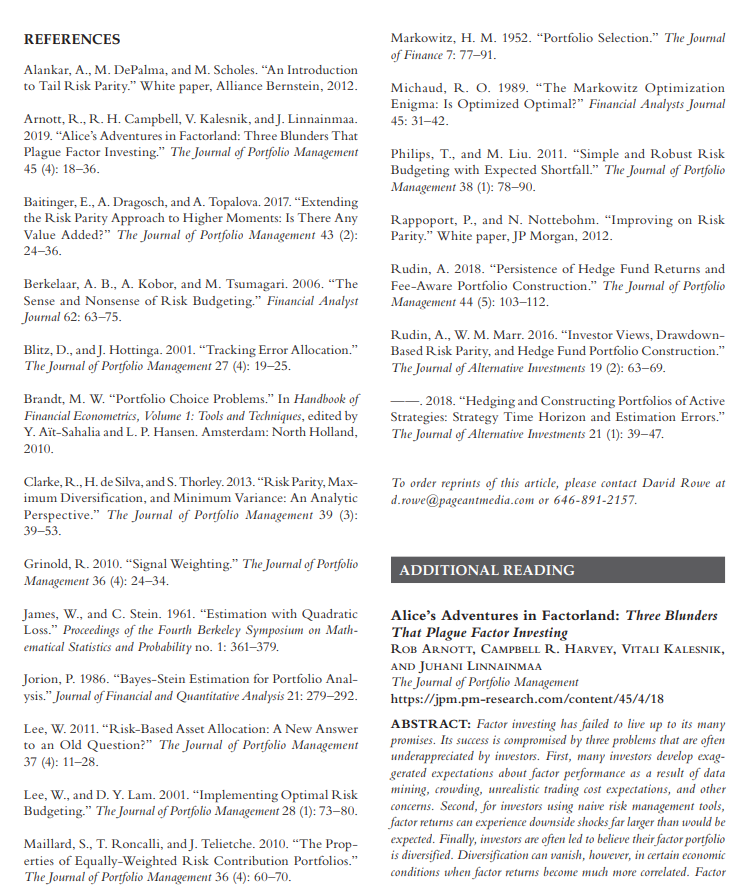 REFERENCES
Alankar, A., M. DePalma, and M. Scholes. “An Introduction
to Tail Risk Parity.” White paper, Alliance Bernstein, 2012.
Arnott, R., R. H. Campbell, V. Kalesnik, and J. Linnainmaa.
2019. “Alice’s Adventures in Factorland: Three Blunders That
Plague Factor Investing.” The Journal of Portfolio Management
45 (4): 18–36.
Baitinger, E., A. Dragosch, and A. Topalova. 2017. “Extending
the Risk Parity Approach to Higher Moments: Is There Any
Value Added?” The Journal of Portfolio Management 43 (2):
24–36.
Berkelaar, A. B., A. Kobor, and M. Tsumagari. 2006. “The
Sense and Nonsense of Risk Budgeting.” Financial Analyst
Journal 62: 63–75.
Blitz, D., and J. Hottinga. 2001. “Tracking Error Allocation.”
The Journal of Portfolio Management 27 (4): 19–25.
Brandt, M. W. “Portfolio Choice Problems.” In Handbook of
Financial Econometrics, Volume 1: Tools and Techniques, edited by
Y. Aït-Sahalia and L. P. Hansen. Amsterdam: North Holland,
2010.
Clarke, R., H. de Silva, and S. Thorley. 2013. “Risk Parity, Max-
imum Diversification, and Minimum Variance: An Analytic
Perspective.” The Journal of Portfolio Management 39 (3):
39–53.
Grinold, R. 2010. “Signal Weighting.” The Journal of Portfolio
Management 36 (4): 24–34.
James, W., and C. Stein. 1961. “Estimation with Quadratic
Loss.” Proceedings of the Fourth Berkeley Symposium on Math-
ematical Statistics and Probability no. 1: 361–379.
Jorion, P. 1986. “Bayes-Stein Estimation for Portfolio Anal-
ysis.” Journal of Financial and Quantitative Analysis 21: 279–292.
Lee, W. 2011. “Risk-Based Asset Allocation: A New Answer
to an Old Question?” The Journal of Portfolio Management
37 (4): 11–28.
Lee, W., and D. Y. Lam. 2001. “Implementing Optimal Risk
Budgeting.” The Journal of Portfolio Management 28 (1): 73–80.
Maillard, S., T. Roncalli, and J. Telietche. 2010. “The Prop-
erties of Equally-Weighted Risk Contribution Portfolios.”
The Journal of Portfolio Management 36 (4): 60–70.
Markowitz, H. M. 1952. “Portfolio Selection.” The Journal
of Finance 7: 77–91.
Michaud, R. O. 1989. “The Markowitz Optimization
Enigma: Is Optimized Optimal?” Financial Analysts Journal
45: 31–42.
Philips, T., and M. Liu. 2011. “Simple and Robust Risk
Budgeting with Expected Shortfall.” The Journal of Portfolio
Management 38 (1): 78–90.
Rappoport, P., and N. Nottebohm. “Improving on Risk
Parity.” White paper, JP Morgan, 2012.
Rudin, A. 2018. “Persistence of Hedge Fund Returns and
Fee-Aware Portfolio Construction.” The Journal of Portfolio
Management 44 (5): 103–112.
Rudin, A., W. M. Marr. 2016. “Investor Views, Drawdown-
Based Risk Parity, and Hedge Fund Portfolio Construction.”
The Journal of Alternative Investments 19 (2): 63–69.
——. 2018. “Hedging and Constructing Portfolios of Active
Strategies: Strategy Time Horizon and Estimation Errors.”
The Journal of Alternative Investments 21 (1): 39–47.
To order reprints of this article, please contact David Rowe at
d.rowe@pageantmedia.com or 646-891-2157.
ADDITIONAL READING
Alice’s Adventures in Factorland: Three Blunders
That Plague Factor Investing
ROB ARNOTT, CAMPBELL R. HARVEY, VITALI KALESNIK,
AND JUHANI LINNAINMAA
The Journal of Portfolio Management
https://jpm.pm-research.com/content/45/4/18
ABSTRACT: Factor investing has failed to live up to its many
promises. Its success is compromised by three problems that are often
underappreciated by investors. First, many investors develop exag-
gerated expectations about factor performance as a result of data
mining, crowding, unrealistic trading cost expectations, and other
concerns. Second, for investors using naive risk management tools,
factor returns can experience downside shocks far larger than would be
expected. Finally, investors are often led to believe their factor portfolio
is diversified. Diversification can vanish, however, in certain economic
conditions when factor returns become much more correlated. Factor